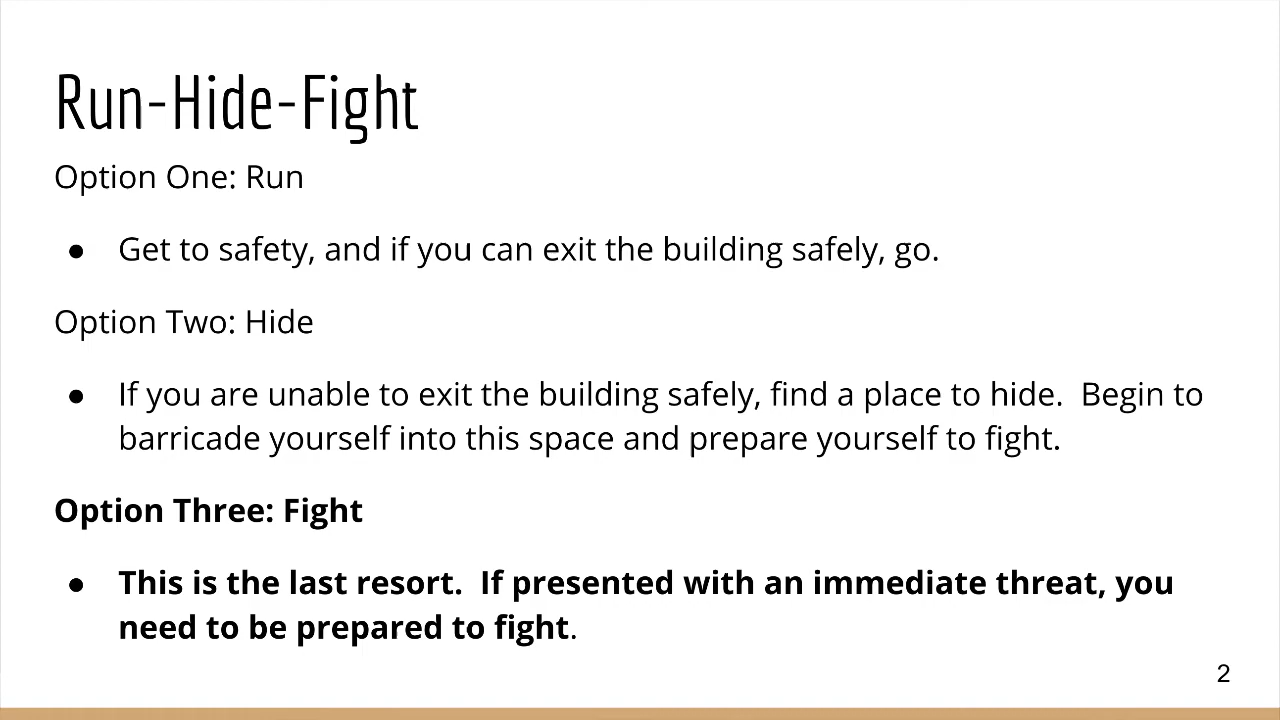 Run-Hide-Fight
Option One: Run
● Get to safety, and if you can exit the building safely, go.
Option Two: Hide
● If you are unable to exit the building safely, find a place to hide.  Begin to
barricade yourself into this space and prepare yourself to fight.
Option Three: Fight
● This is the last resort.  If presented with an immediate threat, you
need to be prepared to fight.
2